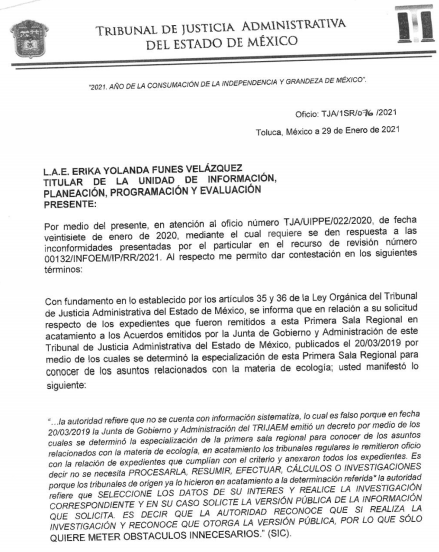 TRIBUNAL DE JUSTICIA ADMINISTRATIVA
DEL ESTADO DE MÉXICO
"2021. AÑO DE LA CONSUMACIÓN DE LA INDEPENDENCIA Y GRANDEZA DE MÉXICO".
Oficio: TJA/1SR/076/2021
Toluca, México a 29 de Enero de 2021
L.A.E. ERIKA YOLANDA FUNES VELÁZQUEZ
TITULAR DE LA UNIDAD DE INFORMACIÓN,
PLANEACIÓN, PROGRAMACIÓN Y EVALUACIÓN
PRESENTE:
Por medio del presente, en atención al oficio número TJA/UIPPE/022/2020, de fecha
veintisiete de enero de 2020, mediante el cual requiere se den respuesta a las
inconformidades presentadas por el particular en el recurso de revisión número
00132/INFOEM/IP/RR/2021. Al respecto me permito dar contestación en los siguientes
términos:
Con fundamento en lo establecido por los artículos 35 y 36 de la Ley Orgánica del Tribunal
de Justicia Administrativa del Estado de México, se informa que en relación a su solicitud
respecto de los expedientes que fueron remitidos a esta Primera Sala Regional en
acatamiento a los Acuerdos emitidos por la Junta de Gobierno y Administración de este
Tribunal de Justicia Administrativa del Estado de México, publicados el 20/03/2019 por
medio de los cuales se determinó la especialización de esta Primera Sala Regional para
conocer de los asuntos relacionados con la materia de ecología; usted manifestó lo
siguiente:
"...la autoridad refiere que no se cuenta con información sistematiza, lo cual es falso porque en fecha
20/03/2019 la Junta de Gobierno y Administración del TRIJAEM emitió un decreto por medio de los
cuales se determinó la especialización de la primera sala regional para conocer de los asuntos
relacionados con la materia de ecología, en acatamiento los tribunales regulares le remitieron oficio
con la relación de expedientes que cumplían con el criterio y anexaron todos los expedientes. Es
decir no se necesita PROCESARLA, RESUMIR, EFECTUAR, CÁLCULOS O INVESTIGACIONES
porque los tribunales de origen ya lo hicieron en acatamiento a la determinación referida" la autoridad
refiere que SELECCIONE LOS DATOS DE SU INTERES Y REALICE LA INVESTIGACIÓN
CORRESPONDIENTE Y EN SU CASO SOLICITE LA VERSIÓN PÚBLICA DE LA INFORMACIÓN
QUE SOLICITA. ES DECIR QUE LA AUTORIDAD RECONOCE QUE SI REALIZA LA
INVESTIGACIÓN Y RECONOCE QUE OTORGA LA VERSIÓN PÚBLICA, POR LO QUE SÓLO
QUIERE METER OBSTACULOS INNECESARIOS." (SIC).